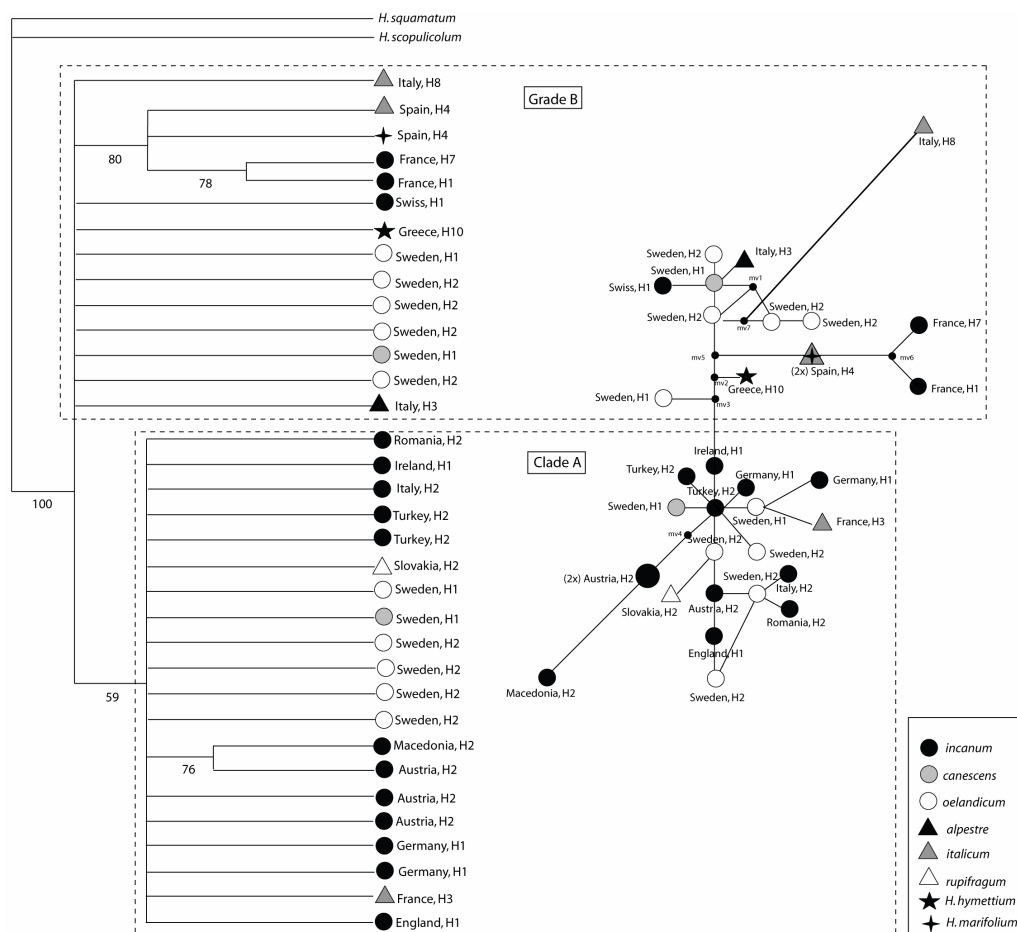 H. squamatum
H. scopulicolum
Grade B
Italy, H8
Spain, H4
Spain, H4
80
France, H7
78
France, H1
Swiss, H1
Greece, H10
Sweden, H1
Sweden, H2
Sweden, H2
Sweden, H2
Sweden, H1
Sweden, H2
Italy, H3
Italy, H8
Sweden, H2
Italy, H3
Sweden, H1
mv1
Swiss, H1
Sweden, H2
Sweden, H2
Sweden, H2
mv7
France, H7
mv5
mv6
(2x) Spain, H4
mv2
Greece, H10
France, H1
Sweden, H1
mv3
100
59
Clade A
Romania, H2
Ireland, H1
Italy, H2
Turkey, H2
Turkey, H2
Slovakia, H2
Sweden, H1
Sweden, H1
Sweden, H2
Sweden, H2
Sweden, H2
Sweden, H2
Macedonia, H2
76
Austria, H2
Austria, H2
Austria, H2
Germany, H1
Germany, H1
France, H3
England, H1
Ireland, H1
Turkey, H2
Germany, H1
Germany, H1
Turkey, H2
Sweden, H1
Sweden, H1
France, H3
mv4
Sweden, H2
Sweden, H2
(2x) Austria, H2
Sweden, H2
Italy, H2
Slovakia, H2
Austria, H2
Romania, H2
England, H1
Macedonia, H2
Sweden, H2
incanum
canescens
oelandicum
alpestre
italicum
rupifragum
H. hymettium
H. marifolium